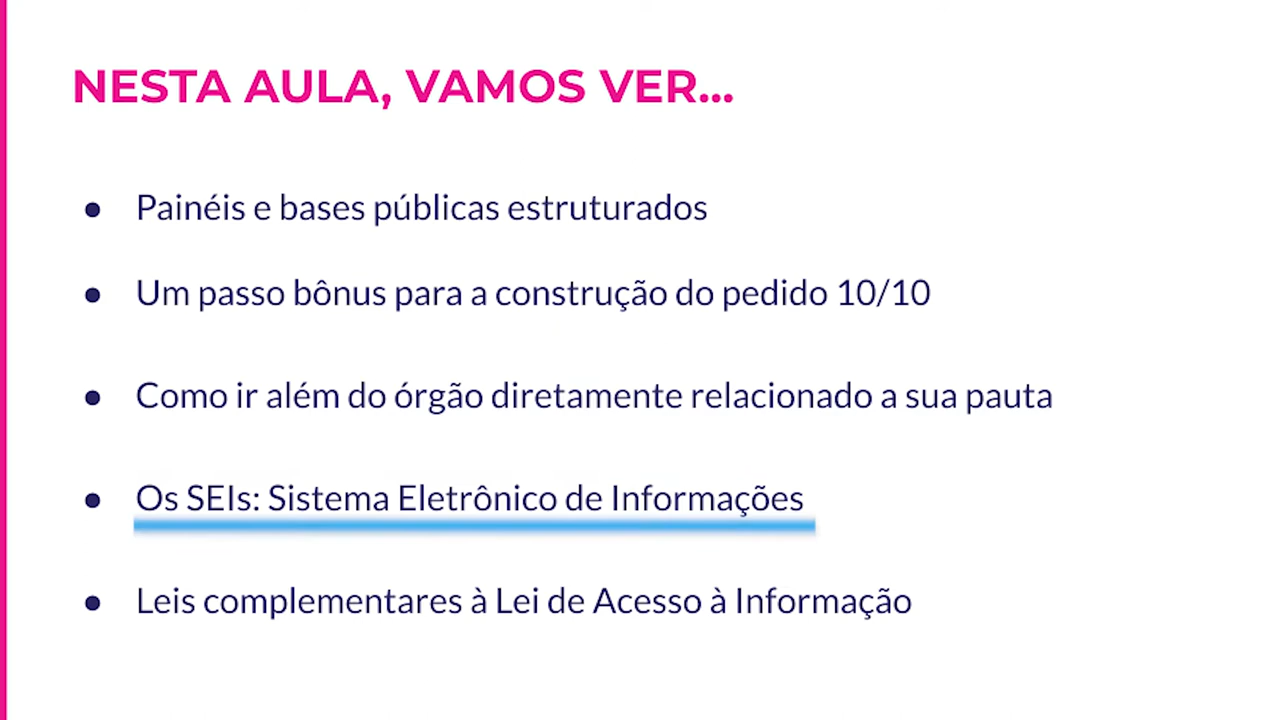 NESTA AULA, VAMOS VER...
● Painéis e bases públicas estruturados
● Um passo bônus para a construção do pedido 10/10
● Como ir além do órgão diretamente relacionado a sua pauta
● Os SEIs: Sistema Eletrônico de Informações
● Leis complementares à Lei de Acesso à Informação